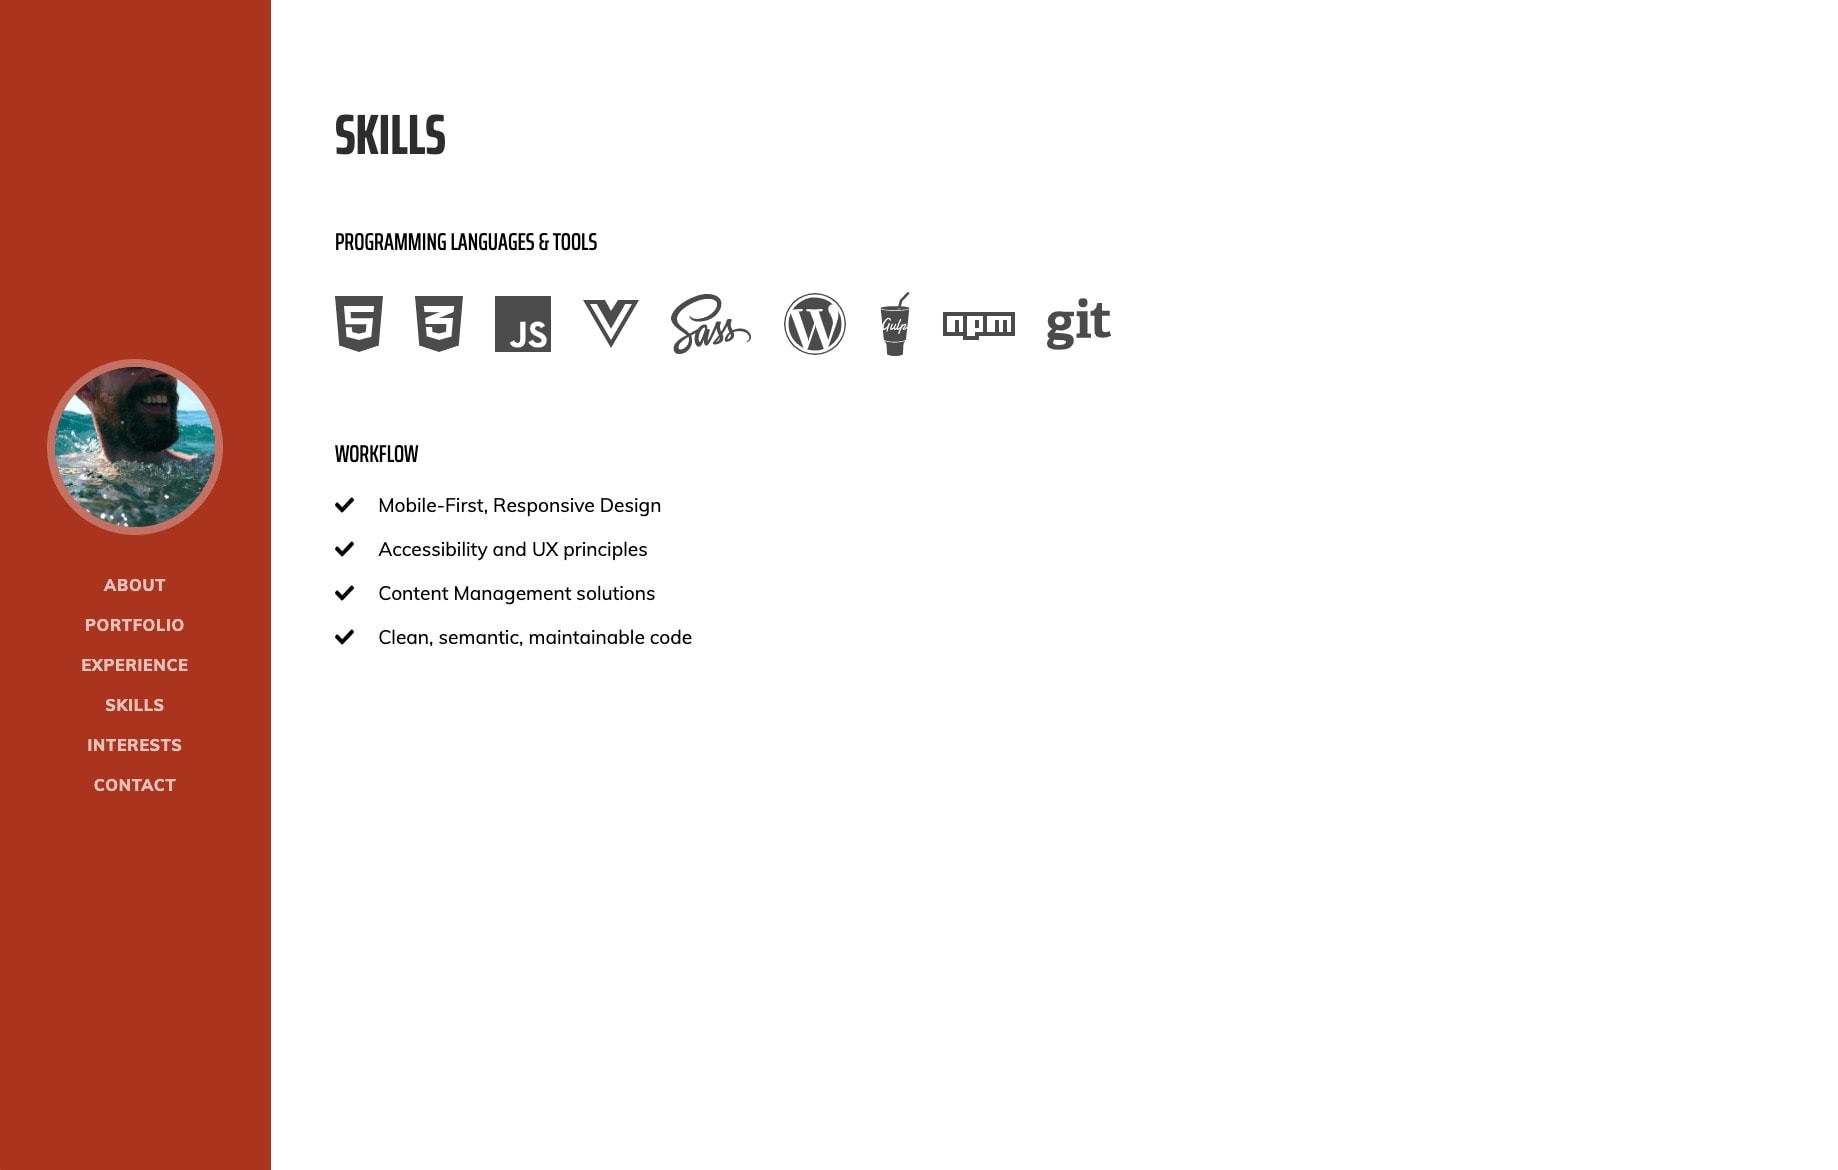 ABOUT
PORTFOLIO
EXPERIENCE
SKILLS
INTERESTS
CONTACT
SKILLS
PROGRAMMING LANGUAGES & TOOLS
5 3 JS Sass W Gulp npm git
WORKFLOW
Mobile-First, Responsive Design
Accessibility and UX principles
Content Management solutions
Clean, semantic, maintainable code